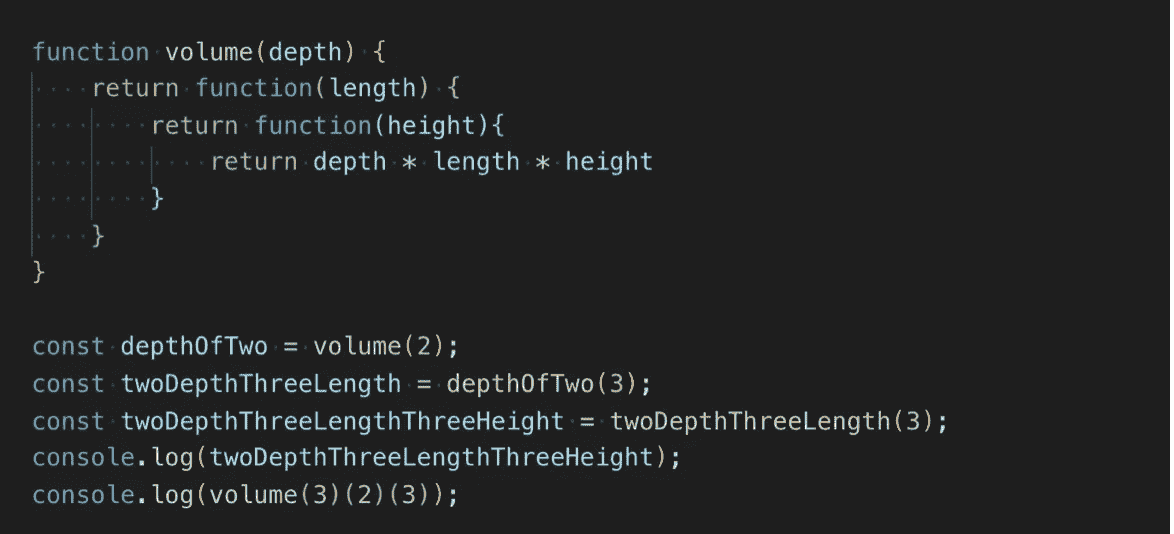 function volume(depth) {
    return function(length) {
        return function(height){
            return depth * length * height
        }
    }
}

const depthOfTwo = volume(2);
const twoDepthThreeLength = depthOfTwo(3);
const twoDepthThreeLengthThreeHeight = twoDepthThreeLength(3);
console.log(twoDepthThreeLengthThreeHeight);
console.log(volume(3)(2)(3));